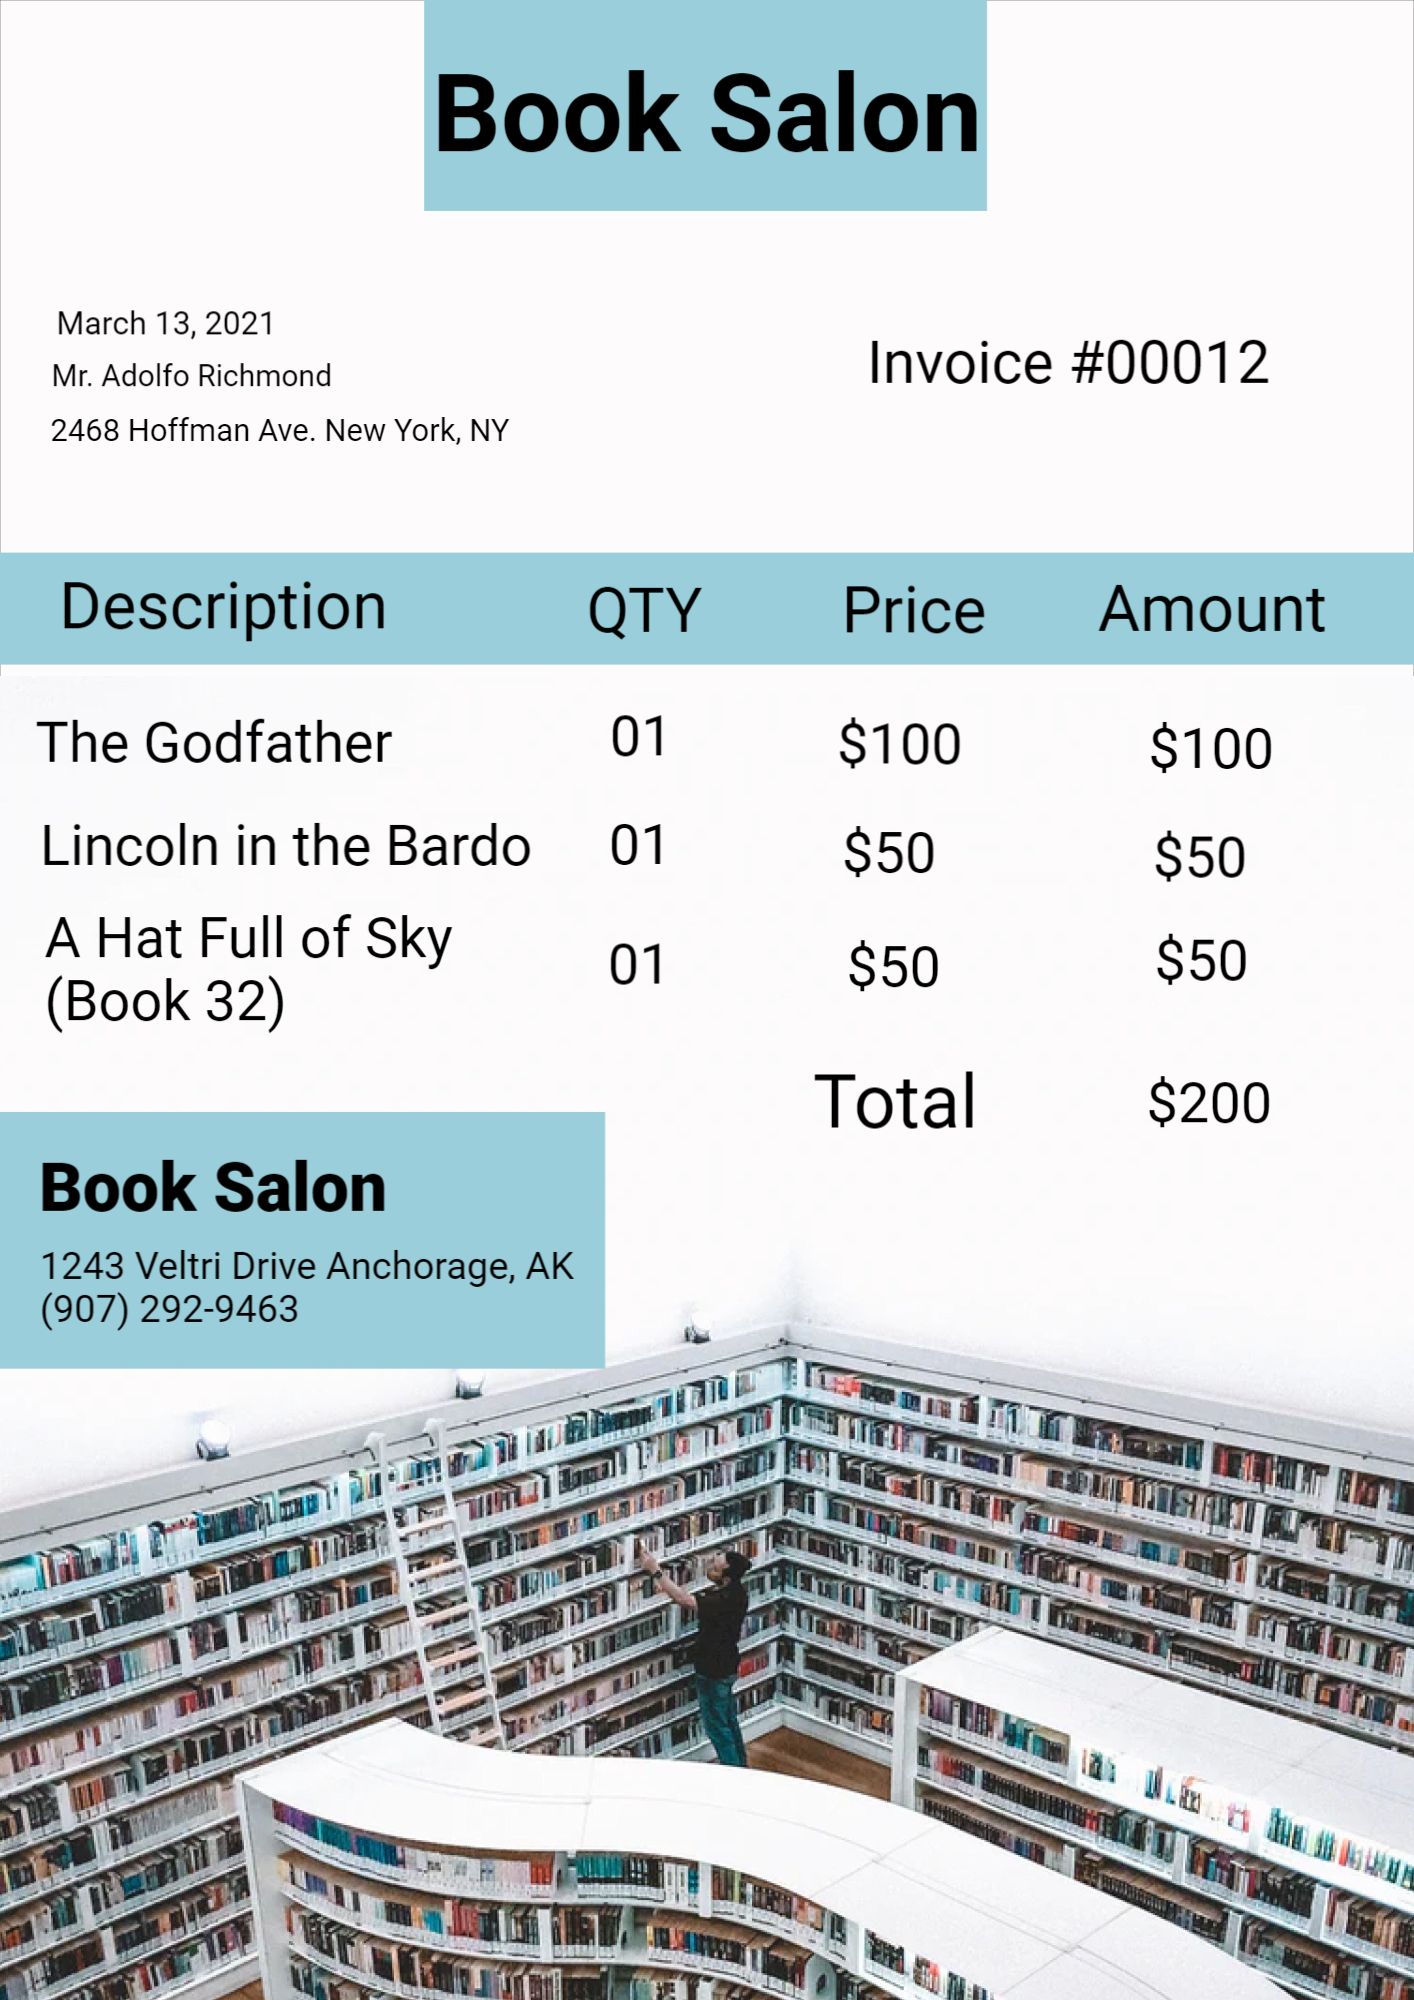 Book Salon
March 13, 2021
Mr. Adolfo Richmond
2468 Hoffman Ave. New York, NY
Invoice #00012
Description QTY Price Amount
The Godfather 01 $100 $100
Lincoln in the Bardo 01 $50 $50
A Hat Full of Sky
(Book 32) 01 $50 $50
Total $200
Book Salon
1243 Veltri Drive Anchorage, AK
(907) 292-9463